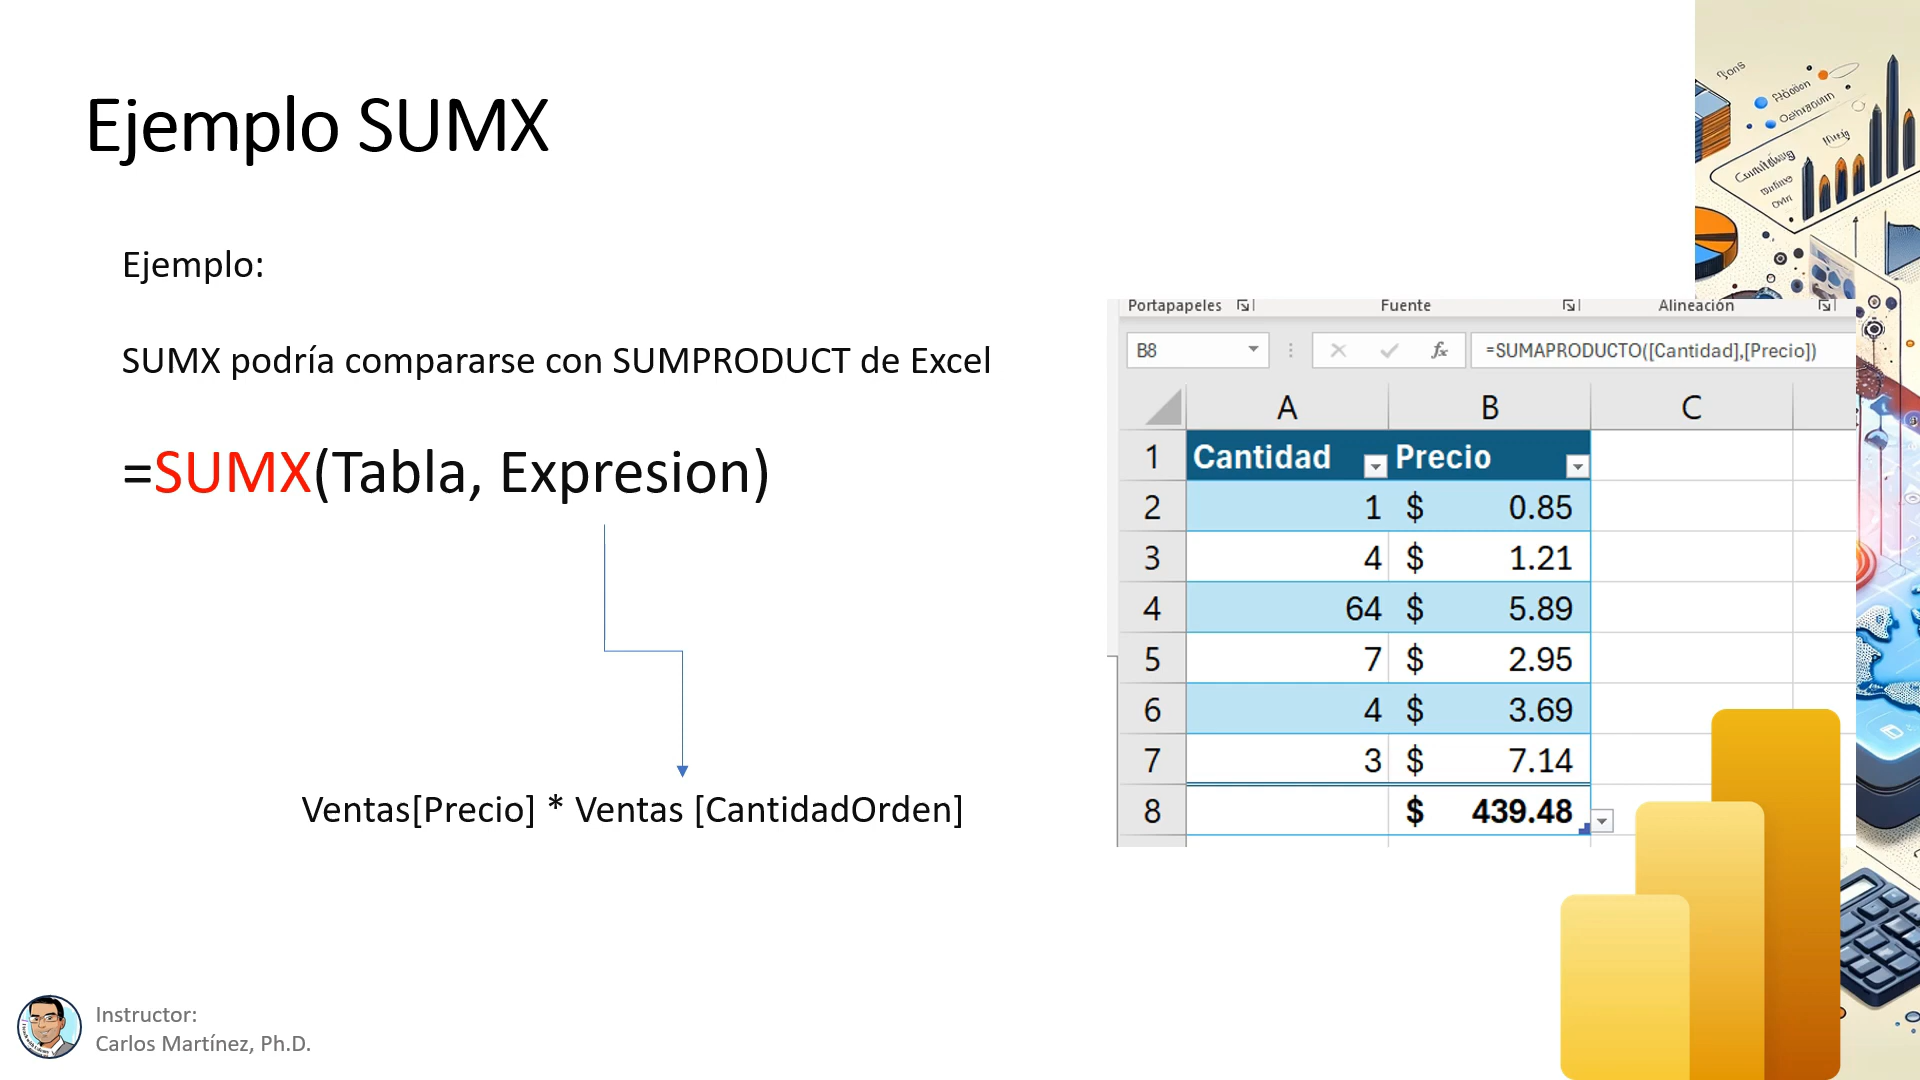 Ejemplo SUMX
Ejemplo:
SUMX podría compararse con SUMPRODUCT de Excel
=SUMX(Tabla, Expresion)
Ventas[Precio] * Ventas [CantidadOrden]
Portapapeles Fuente Alineación
B8 fx =SUMAPRODUCTO([Cantidad],[Precio])
A B C
1 Cantidad Precio
2 1 $ 0.85
3 4 $ 1.21
4 64 $ 5.89
5 7 $ 2.95
6 4 $ 3.69
7 3 $ 7.14
8 $ 439.48
Instructor:
Carlos Martínez, Ph.D.